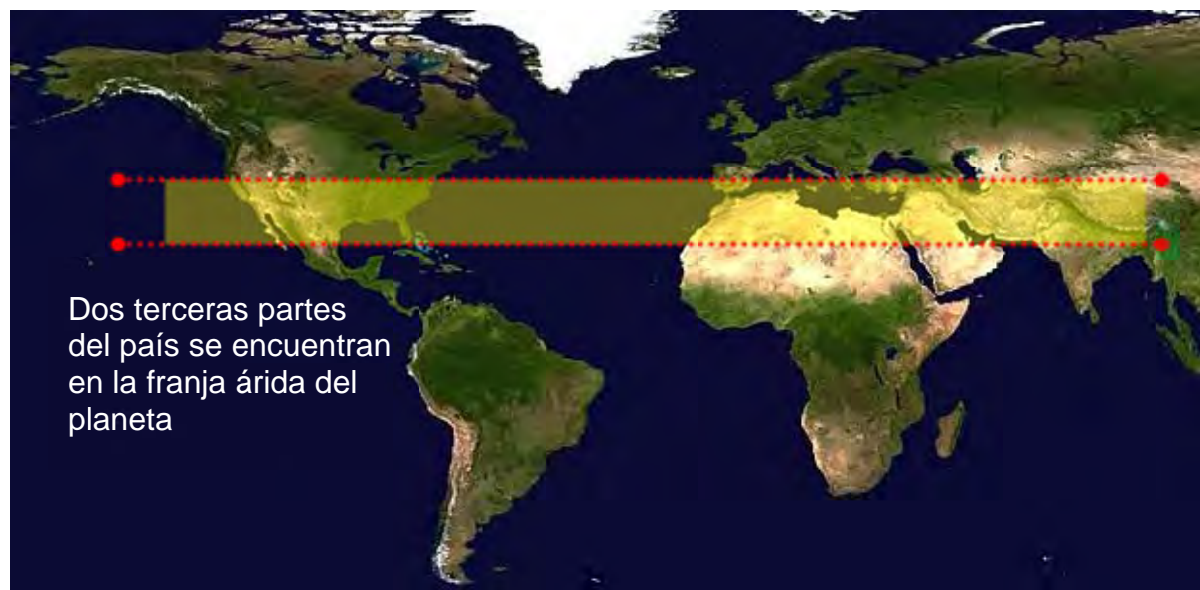 Dos terceras partes
del país se encuentran
en la franja árida del
planeta